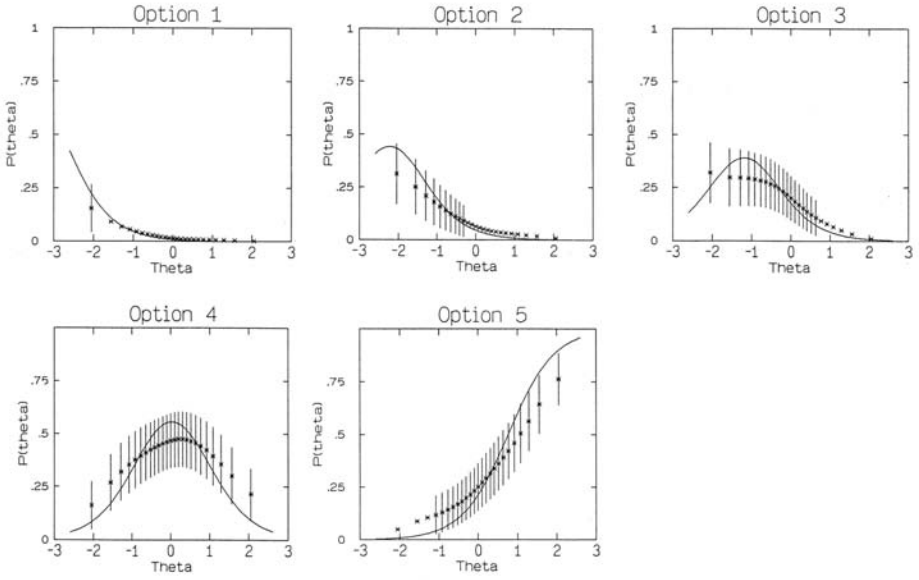 Option 1
1
.75
.5
.25
0
P(theta)
-3 -2 -1 0 1 2 3
Theta
Option 2
1
.75
.5
.25
0
P(theta)
-3 -2 -1 0 1 2 3
Theta
Option 3
1
.75
.5
.25
0
P(theta)
-3 -2 -1 0 1 2 3
Theta
Option 4
.75
.5
.25
0
P(theta)
-3 -2 -1 0 1 2 3
Theta
Option 5
.75
.5
.25
0
P(theta)
-3 -2 -1 0 1 2 3
Theta